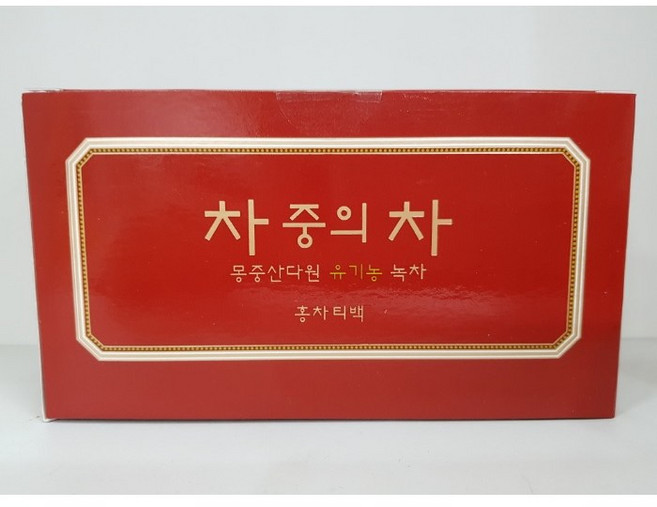 차 중의 차
몽중산다원 유기농 녹차
홍차티백